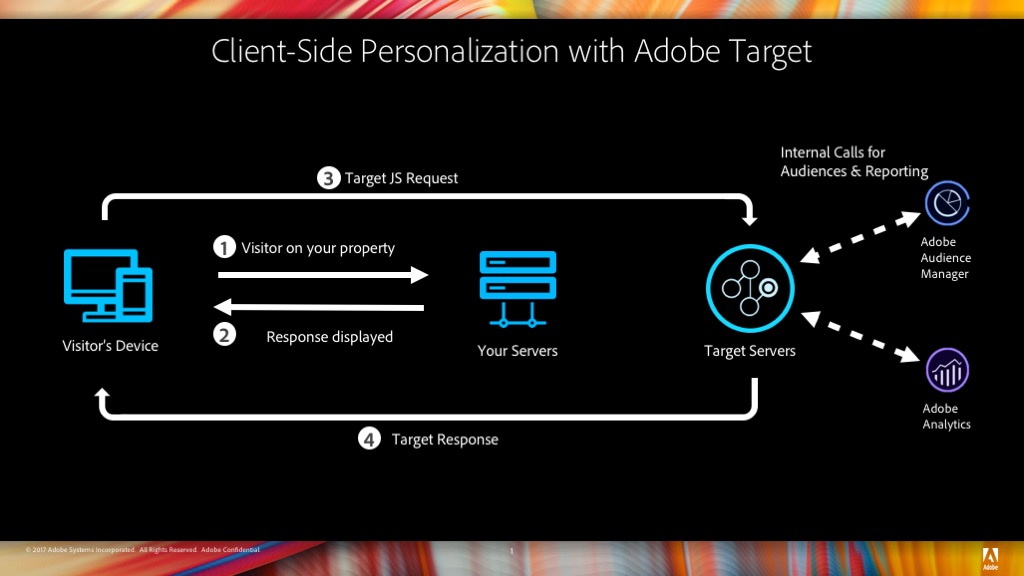 Client-Side Personalization with Adobe Target
Internal Calls for
Audiences & Reporting
3 Target JS Request
1 Visitor on your property
Adobe
Audience
Manager
2 Response displayed
Visitor's Device
Your Servers
Target Servers
Adobe
Analytics
4 Target Response
© 2017 Adobe Systems Incorporated. All Rights Reserved. Adobe Confidential.
1
Adobe